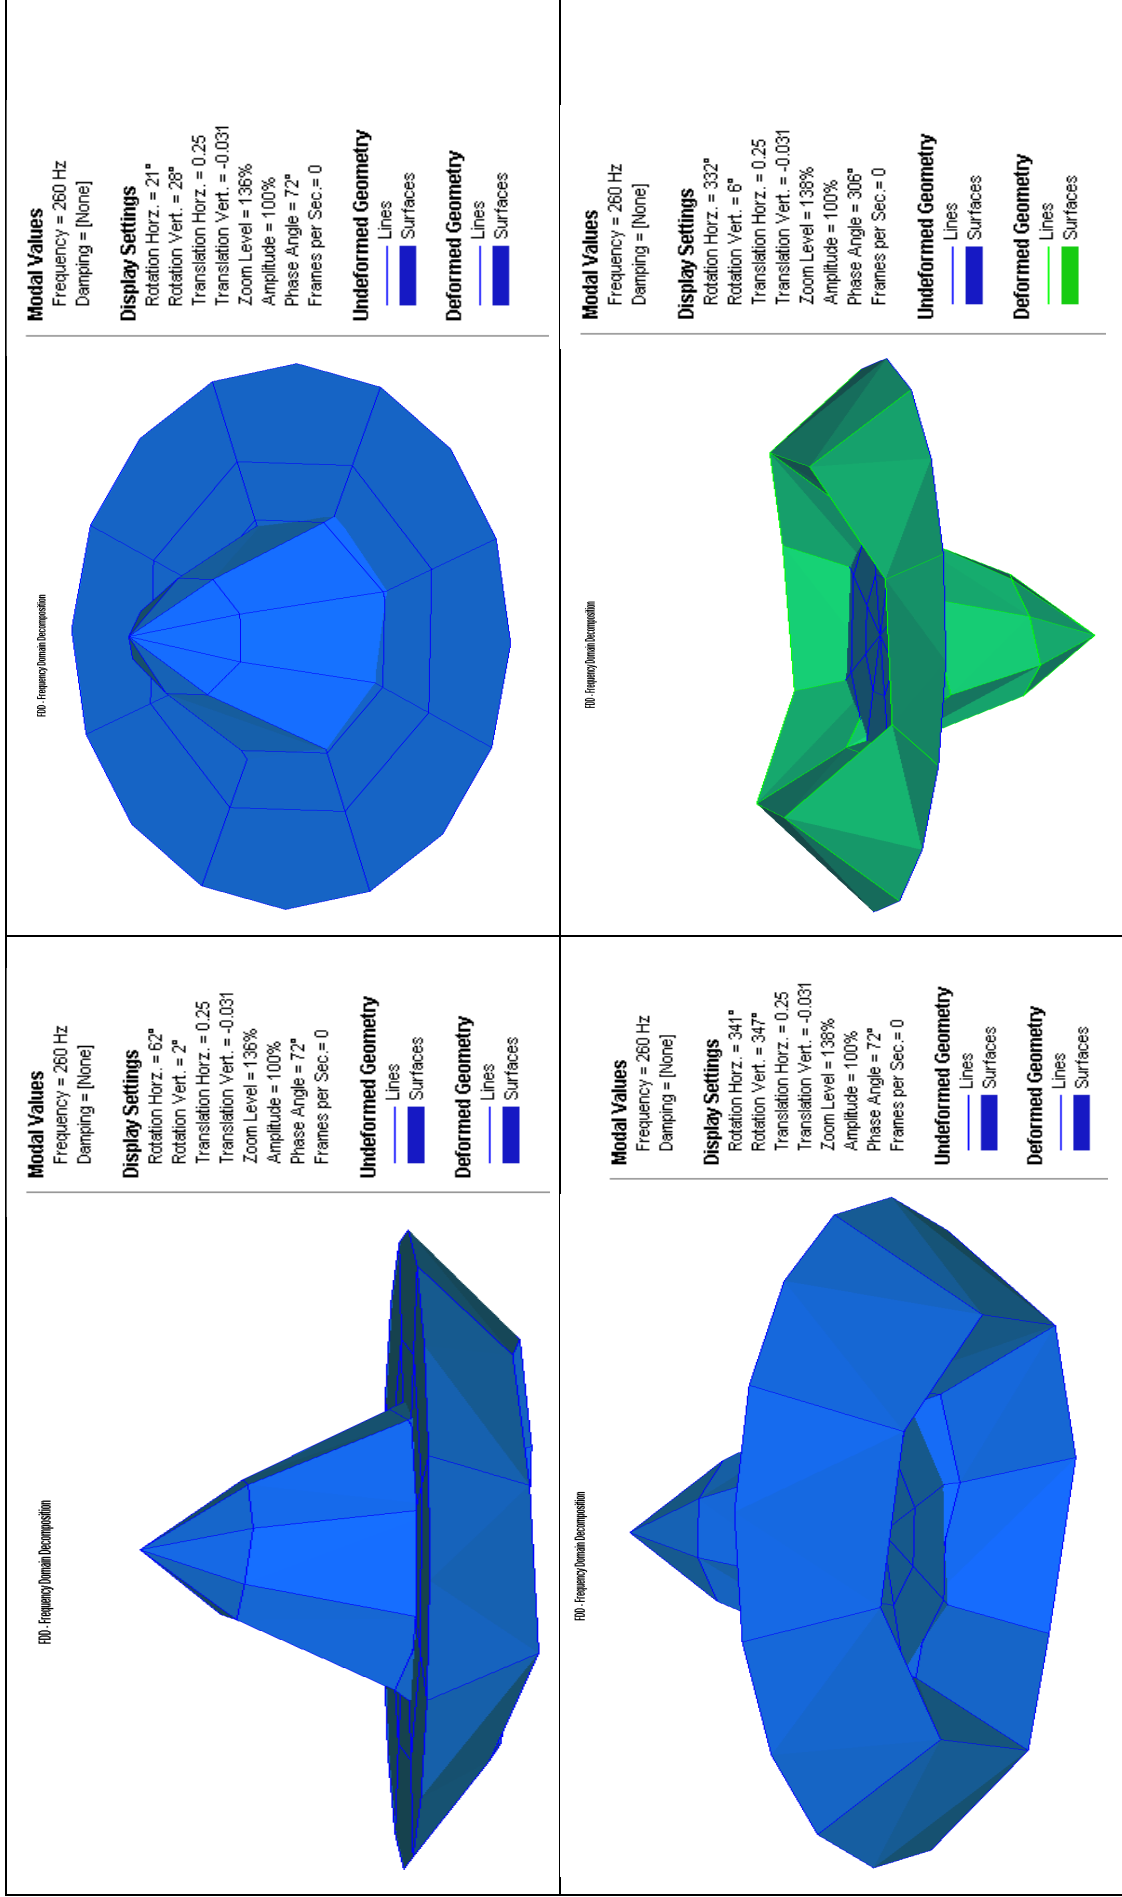 FDD - Frequency Domain Decomposition
Modal Values
Frequency = 260 Hz
Damping = [None]
Display Settings
Rotation Horz. = 62°
Rotation Vert. = 2°
Translation Horz. = 0.25
Translation Vert. = -0.031
Zoom Level = 136%
Amplitude = 100%
Phase Angle = 72°
Frames per Sec.= 0
Undeformed Geometry
Lines
Surfaces
Deformed Geometry
Lines
Surfaces
FDD - Frequency Domain Decomposition
Modal Values
Frequency = 260 Hz
Damping = [None]
Display Settings
Rotation Horz. = 21°
Rotation Vert. = 28°
Translation Horz. = 0.25
Translation Vert. = -0.031
Zoom Level = 136%
Amplitude = 100%
Phase Angle = 72°
Frames per Sec.= 0
Undeformed Geometry
Lines
Surfaces
Deformed Geometry
Lines
Surfaces
FDD - Frequency Domain Decomposition
Modal Values
Frequency = 260 Hz
Damping = [None]
Display Settings
Rotation Horz. = 341°
Rotation Vert. = 347°
Translation Horz. = 0.25
Translation Vert. = -0.031
Zoom Level = 138%
Amplitude = 100%
Phase Angle = 72°
Frames per Sec.= 0
Undeformed Geometry
Lines
Surfaces
Deformed Geometry
Lines
Surfaces
FDD - Frequency Domain Decomposition
Modal Values
Frequency = 260 Hz
Damping = [None]
Display Settings
Rotation Horz. = 332°
Rotation Vert. = 6°
Translation Horz. = 0.25
Translation Vert. = -0.031
Zoom Level = 138%
Amplitude = 100%
Phase Angle = 306°
Frames per Sec.= 0
Undeformed Geometry
Lines
Surfaces
Deformed Geometry
Lines
Surfaces